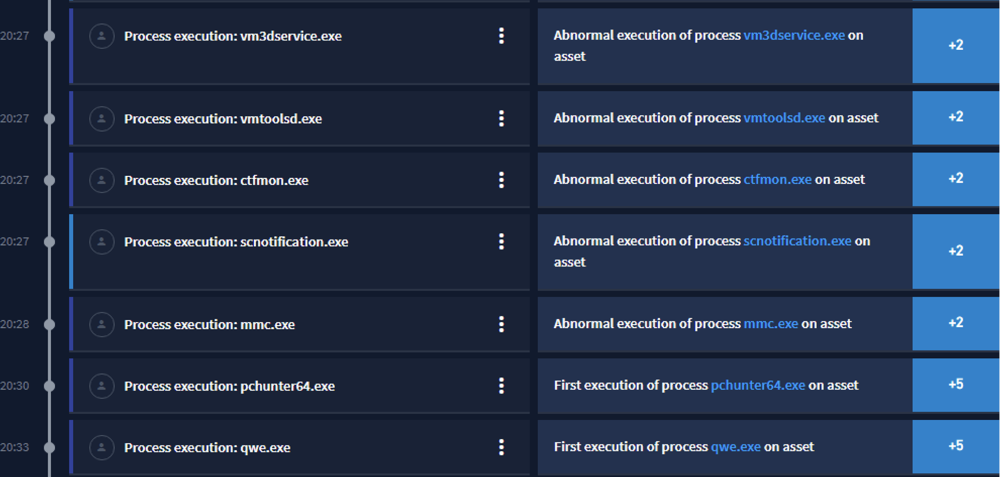 20:27
Process execution: vm3dservice.exe
Abnormal execution of process vm3dservice.exe on
asset
+2
20:27
Process execution: vmtoolsd.exe
Abnormal execution of process vmtoolsd.exe on asset
+2
20:27
Process execution: ctfmon.exe
Abnormal execution of process ctfmon.exe on asset
+2
20:27
Process execution: scnotification.exe
Abnormal execution of process scnotification.exe on
asset
+2
20:28
Process execution: mmc.exe
Abnormal execution of process mmc.exe on asset
+2
20:30
Process execution: pchunter64.exe
First execution of process pchunter64.exe on asset
+5
20:33
Process execution: qwe.exe
First execution of process qwe.exe on asset
+5